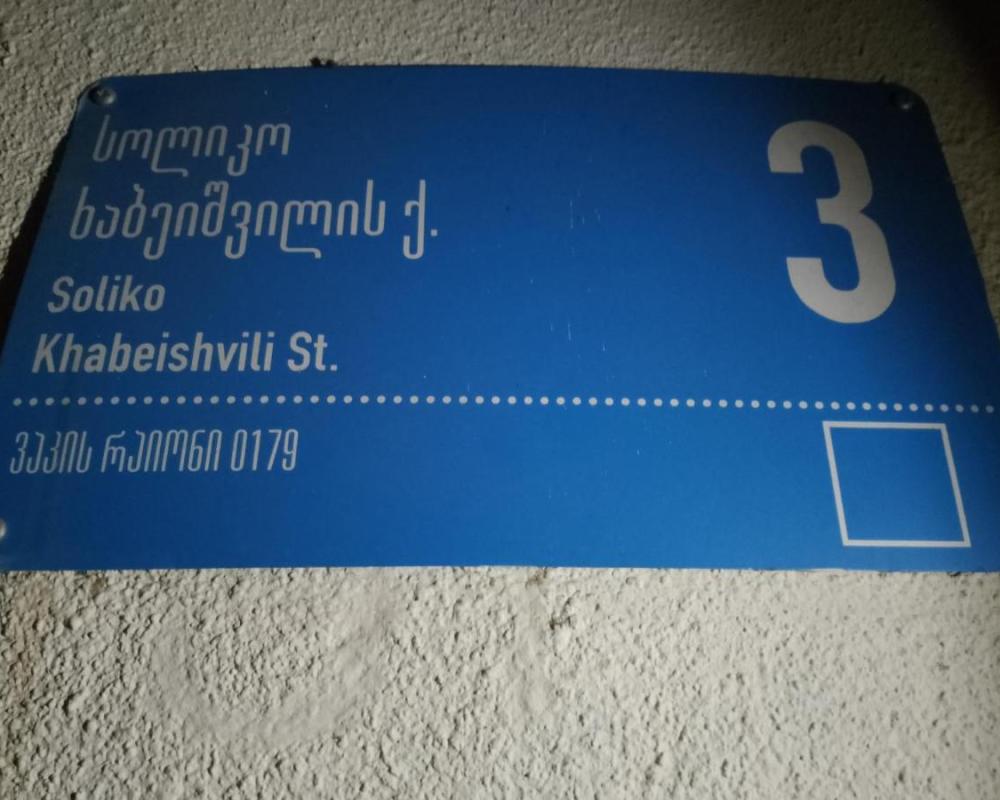 სოლიკო
ხაბეიშვილის ქ.
3
Soliko
Khabeishvili St.
ვაკის რაიონი 0179